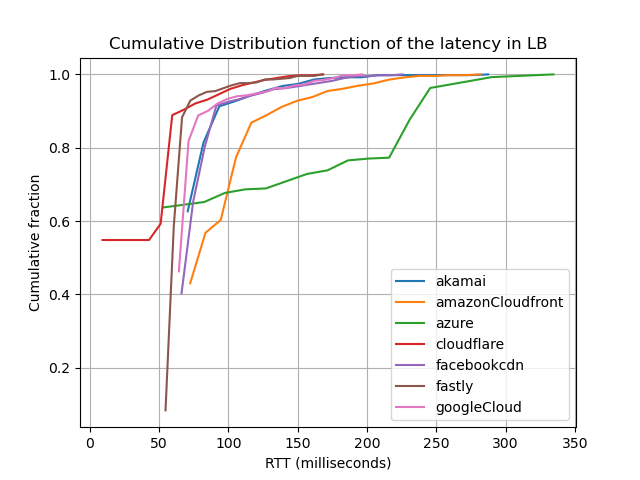 Cumulative Distribution function of the latency in LB
Cumulative fraction
1.0
0.8
0.6
0.4
0.2
akamai
amazonCloudfront
azure
cloudflare
facebookcdn
fastly
googleCloud
0 50 100 150 200 250 300 350
RTT (milliseconds)